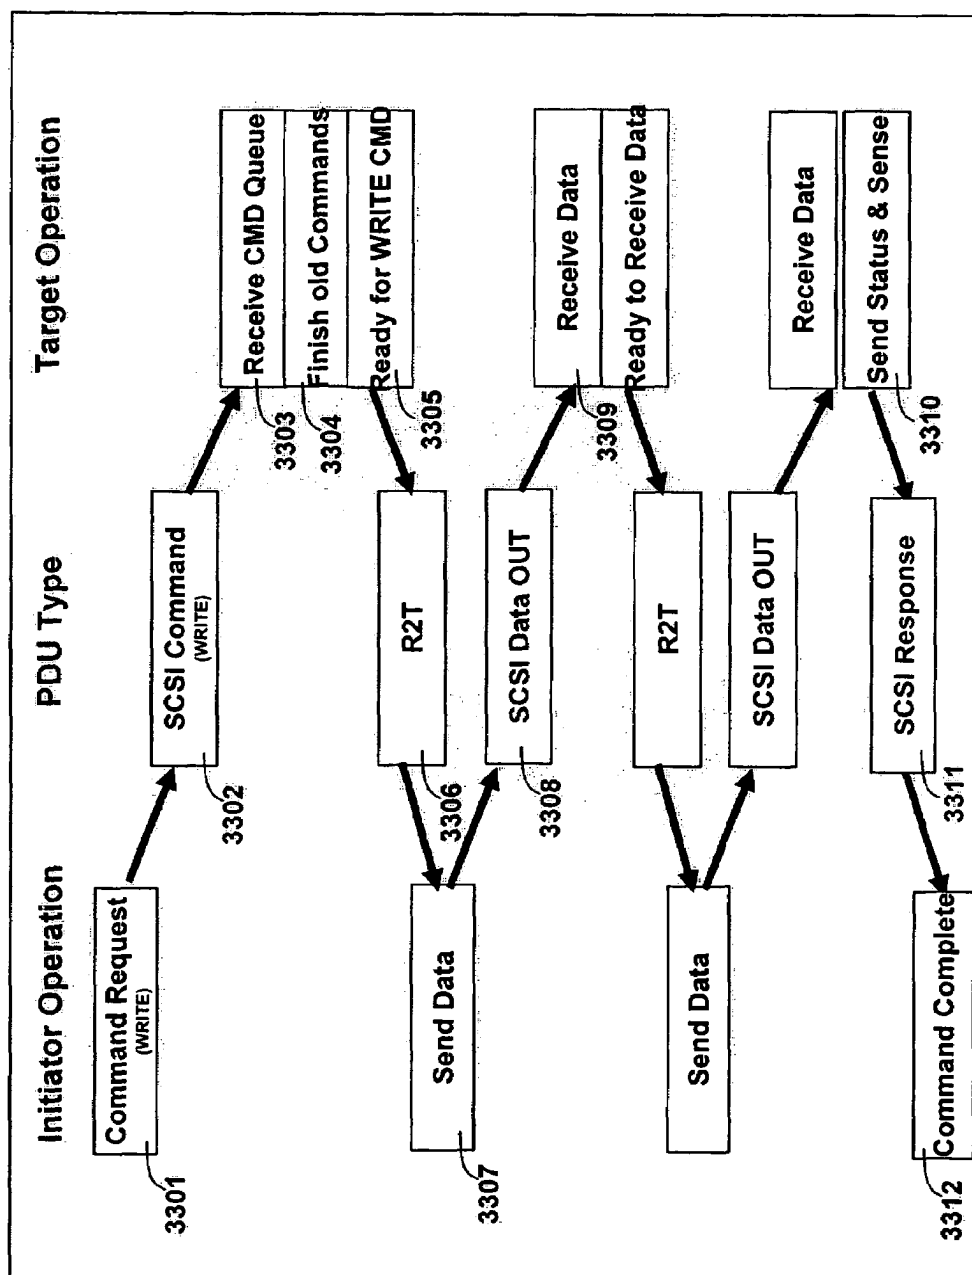 Initiator Operation
PDU Type
Target Operation
Command Request
(WRITE)
3301
SCSI Command
(WRITE)
3302
Receive CMD Queue
3303
Finish old Commands
3304
Ready for WRITE CMD
3305
R2T
3306
Send Data
3307
SCSI Data OUT
3308
Receive Data
3309
Ready to Receive Data
R2T
Send Data
SCSI Data OUT
Receive Data
Send Status & Sense
3310
SCSI Response
3311
Command Complete
3312